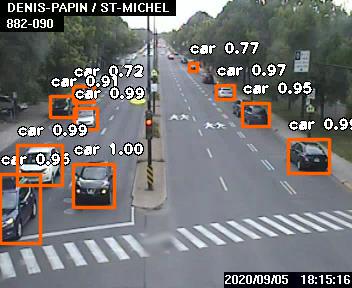 DENIS-PAPIN / ST-MICHEL
882-090
car 0.77
car 0.72
car 0.97
0.91
car 0.99
car 0.95
car 0.99
car 0.99
car 0.96
car 1.00
2020/09/05 18:15:16